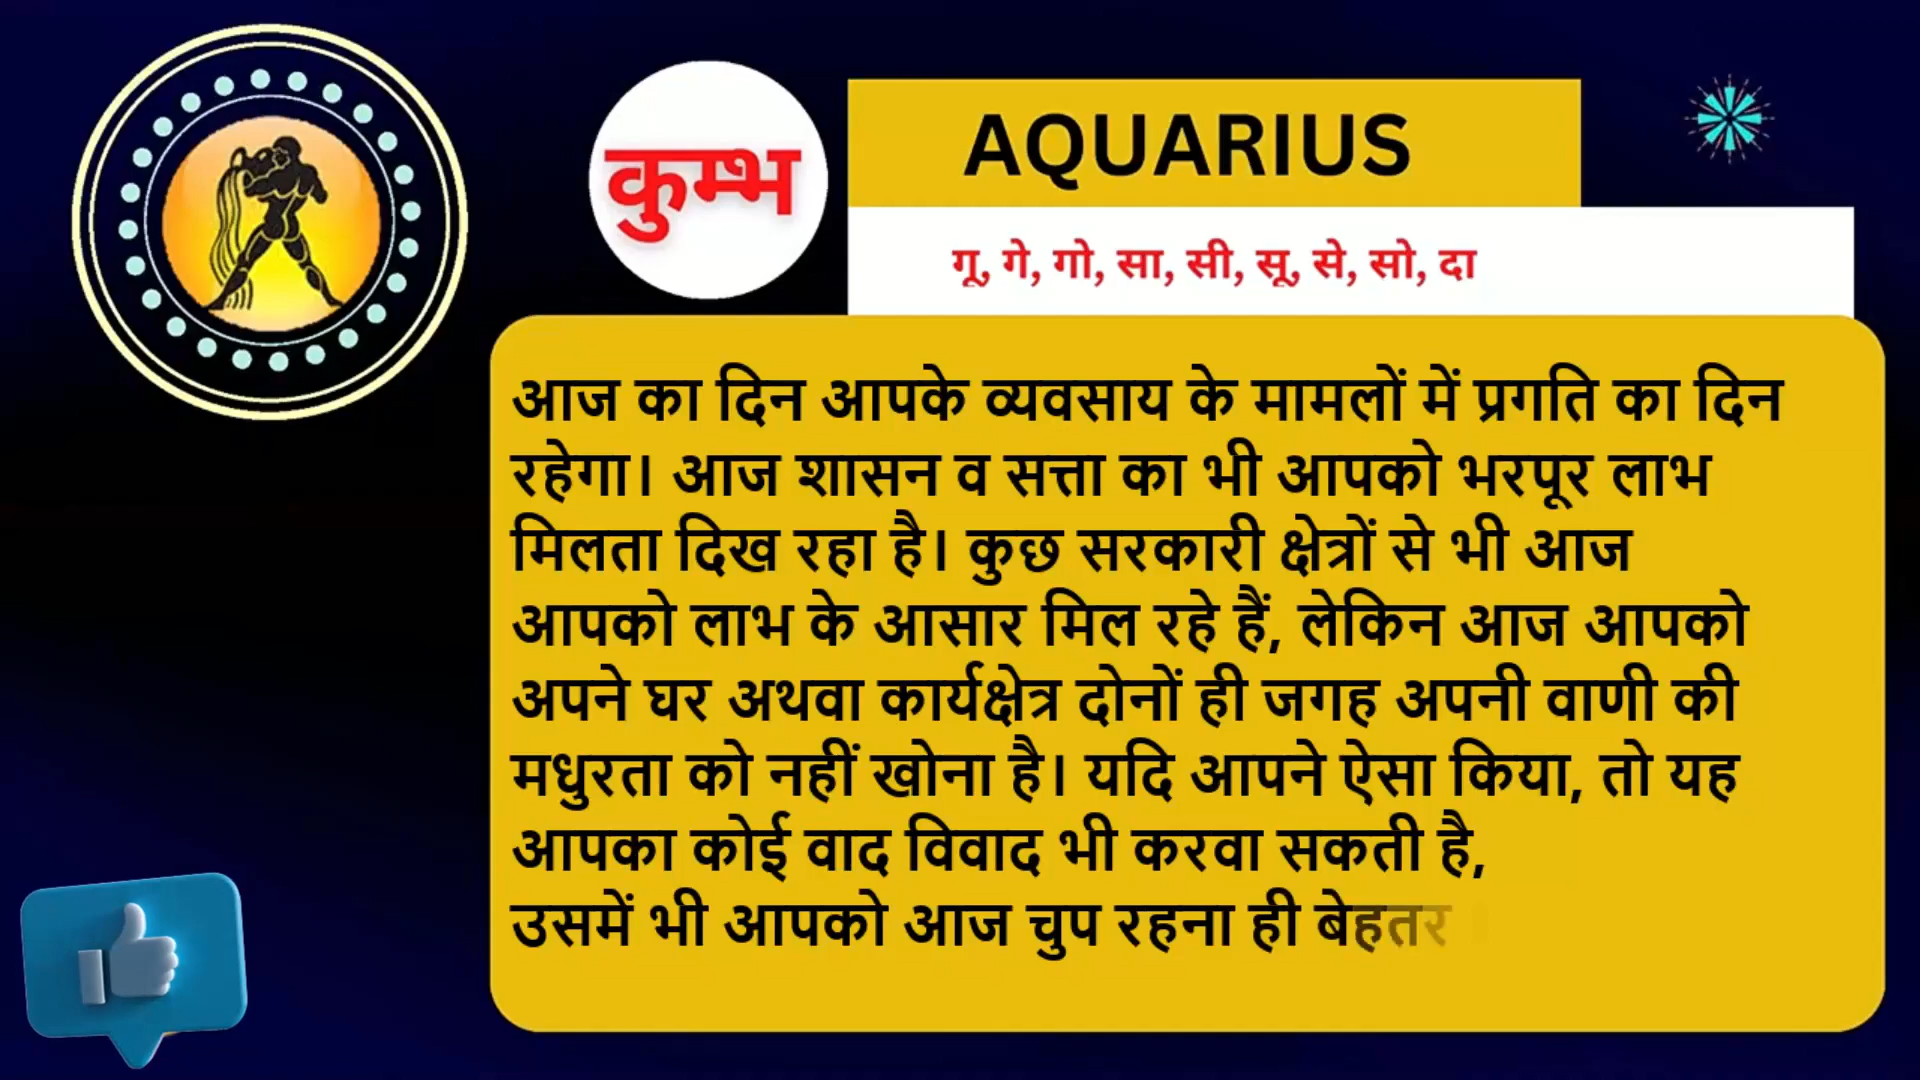 कुम्भ
AQUARIUS
गू, गे, गो, सा, सी, सू, से, सो, दा
आज का दिन आपके व्यवसाय के मामलों में प्रगति का दिन
रहेगा। आज शासन व सत्ता का भी आपको भरपूर लाभ
मिलता दिख रहा है। कुछ सरकारी क्षेत्रों से भी आज
आपको लाभ के आसार मिल रहे हैं, लेकिन आज आपको
अपने घर अथवा कार्यक्षेत्र दोनों ही जगह अपनी वाणी की
मधुरता को नहीं खोना है। यदि आपने ऐसा किया, तो यह
आपका कोई वाद विवाद भी करवा सकती है,
उसमें भी आपको आज चुप रहना ही बेहतर